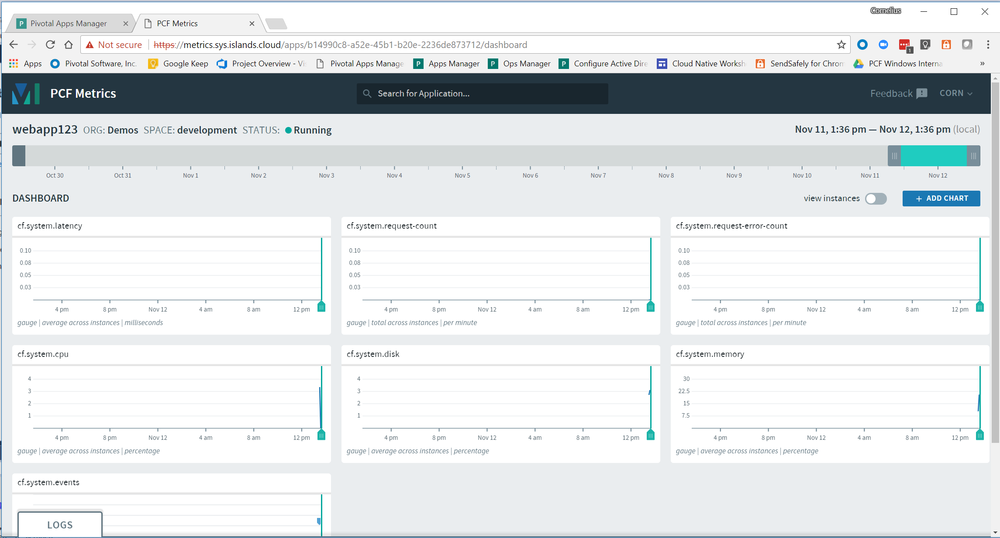 Cornelius
Pivotal Apps Manager
PCF Metrics
Not secure
https://metrics.sys.islands.cloud/apps/b14990c8-a52e-45b1-b20e-2236de873712/dashboard
1
Apps
Pivotal Software, Inc.
Google Keep
Project Overview - Vi
Pivotal Apps Manage
Apps Manager
Ops Manager
Configure Active Dire
Cloud Native Worksh
SendSafely for Chrom
PCF Windows Interna
»
PCF Metrics
Search for Application...
Feedback
CORN
webapp123 ORG: Demos SPACE: development STATUS: Running
Nov 11, 1:36 pm — Nov 12, 1:36 pm (local)
Oct 30 Oct 31 Nov 1 Nov 2 Nov 3 Nov 4 Nov 5 Nov 6 Nov 7 Nov 8 Nov 9 Nov 10 Nov 11 Nov 12
DASHBOARD
view instances
+ ADD CHART
cf.system.latency
0.10
0.08
0.05
0.03
4 pm 8 pm Nov 12 4 am 8 am 12 pm
gauge | average across instances | milliseconds
cf.system.request-count
0.10
0.08
0.05
0.03
4 pm 8 pm Nov 12 4 am 8 am 12 pm
gauge | total across instances | per minute
cf.system.request-error-count
0.10
0.08
0.05
0.03
4 pm 8 pm Nov 12 4 am 8 am 12 pm
gauge | total across instances | per minute
cf.system.cpu
4
3
2
1
4 pm 8 pm Nov 12 4 am 8 am 12 pm
gauge | average across instances | percentage
cf.system.disk
4
3
2
1
4 pm 8 pm Nov 12 4 am 8 am 12 pm
gauge | average across instances | percentage
cf.system.memory
30
22.5
15
7.5
4 pm 8 pm Nov 12 4 am 8 am 12 pm
gauge | average across instances | percentage
cf.system.events
LOGS